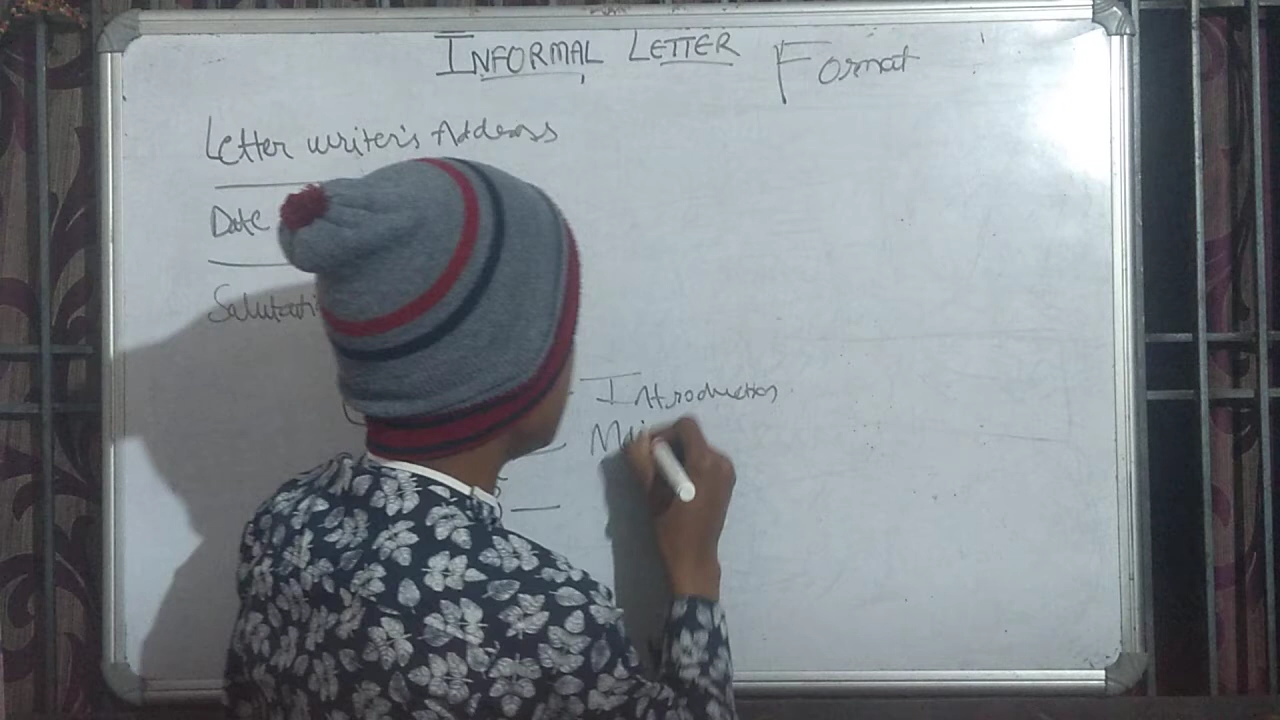 INFORMAL LETTER Format
Letter writer's Address
Date
Introduction